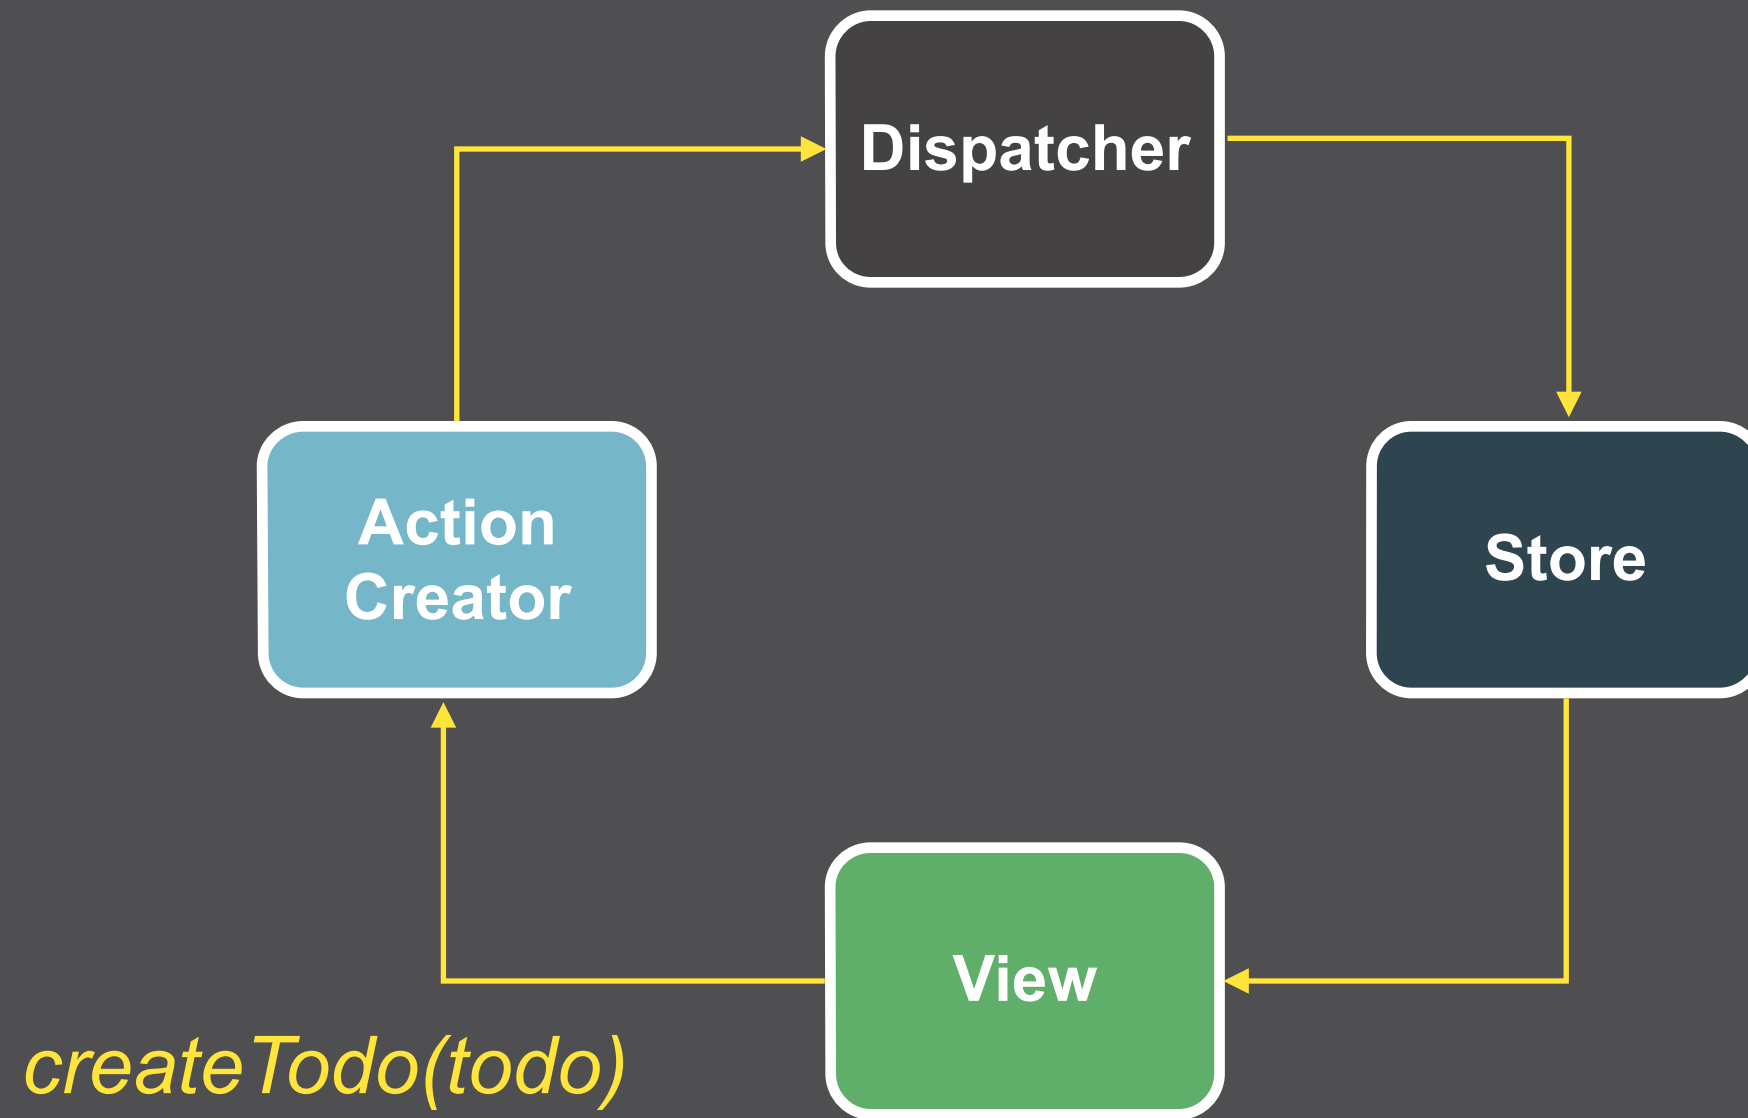 Dispatcher
Action
Creator
Store
View
createTodo(todo)